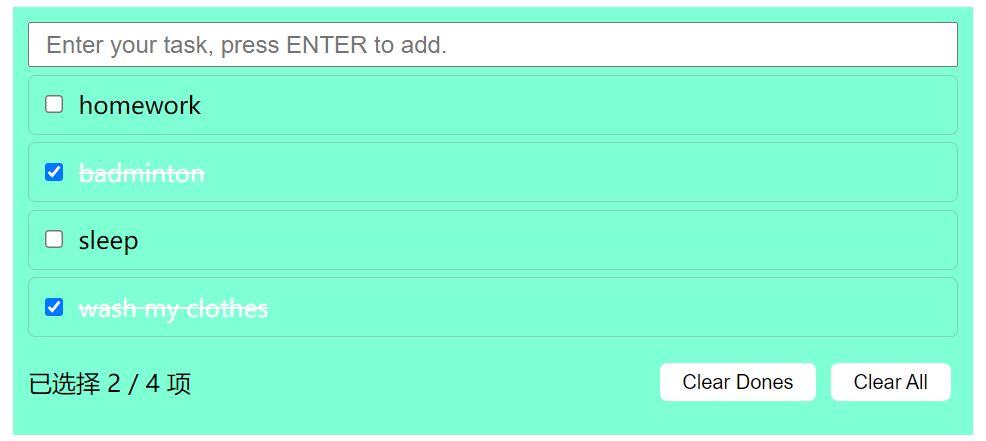 Enter your task, press ENTER to add.
homework
badminton
sleep
wash my clothes
已选择 2 / 4 项
Clear Dones
Clear All